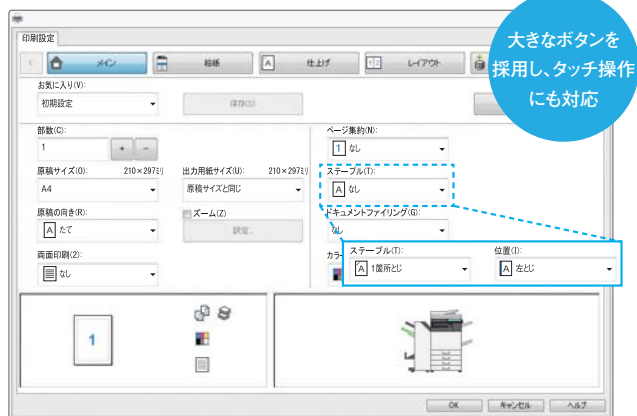 大きなボタンを
採用し、タッチ操作
にも対応
印刷設定
メイン
給紙
仕上げ
レイアウト
お気に入り(V):
初期設定
保存(S)
部数(C):
1
+ -
ページ集約(N):
1 なし
原稿サイズ(O): 210×297ミリ
A4
出力用紙サイズ(U): 210×297ミリ
原稿サイズと同じ
ステープル(T):
A なし
原稿の向き(R):
A たて
ズーム(Z)
設定...
ドキュメントファイリング(G):
なし
両面印刷(2):
なし
カラ
ステープル(T):
A 1箇所とじ
位置(I):
A 左とじ
1
OK キャンセル ヘルプ